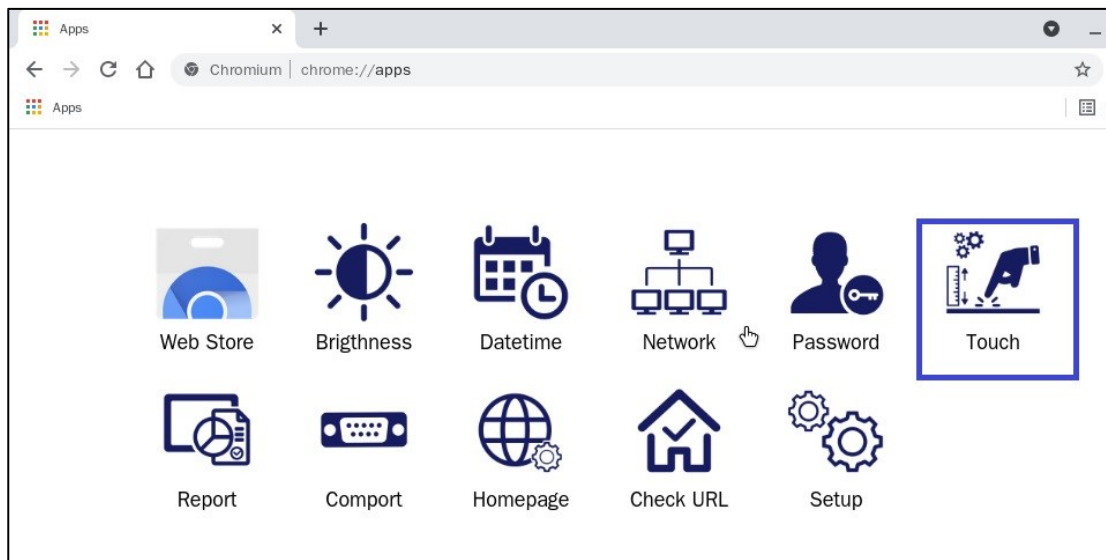 Apps
Chromium | chrome://apps
Apps
Web Store Brigthness Datetime Network Password Touch
Report Comport Homepage Check URL Setup